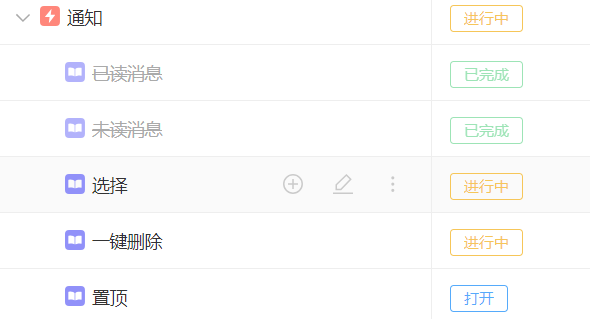 通知 进行中
已读消息 已完成
未读消息 已完成
选择 进行中
一键删除 进行中
置顶 打开